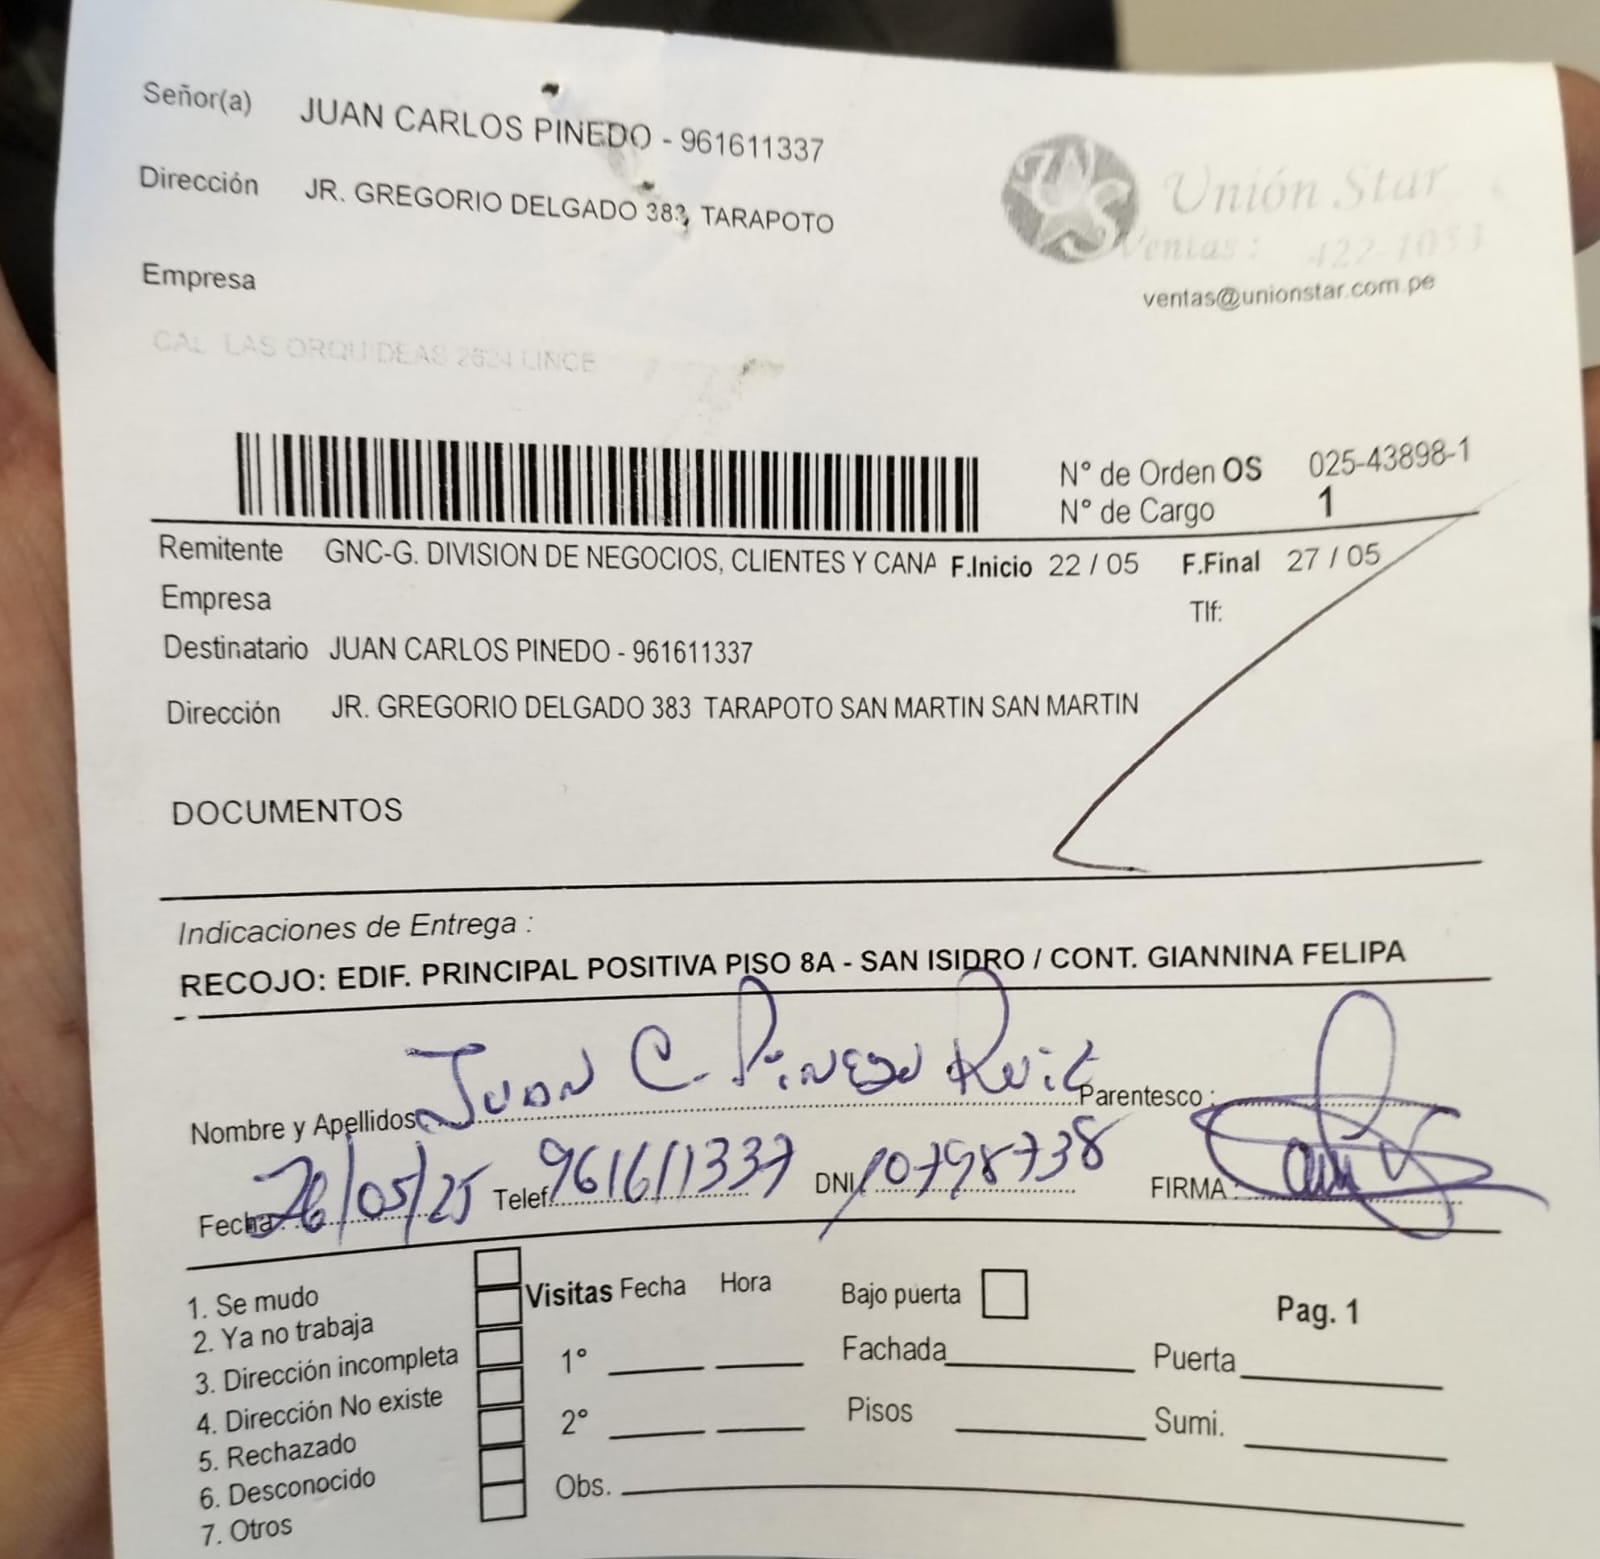 Señor(a) JUAN CARLOS PINEDO - 961611337
Dirección JR. GREGORIO DELGADO 383, TARAPOTO
Unión Star
Ventas: 422-1053
ventas@unionstar.com.pe
Empresa
CAL LAS ORQUIDEAS 2624 LINCE
N° de Orden OS 025-43898-1
N° de Cargo 1
Remitente GNC-G. DIVISION DE NEGOCIOS, CLIENTES Y CANA F.Inicio 22 / 05 F.Final 27 / 05
Empresa Tlf:
Destinatario JUAN CARLOS PINEDO - 961611337
Dirección JR. GREGORIO DELGADO 383 TARAPOTO SAN MARTIN SAN MARTIN
DOCUMENTOS
Indicaciones de Entrega :
RECOJO: EDIF. PRINCIPAL POSITIVA PISO 8A - SAN ISIDRO / CONT. GIANNINA FELIPA
Nombre y Apellidos Juan C. Pinedo Ruiz Parentesco :
Fecha: 26/05/25 Telef. 961611337 DNI 10798738 FIRMA :
1. Se mudo
2. Ya no trabaja
3. Dirección incompleta
4. Dirección No existe
5. Rechazado
6. Desconocido
7. Otros
Visitas Fecha Hora
1°
2°
Obs.
Bajo puerta
Fachada
Pisos
Pag. 1
Puerta
Sumi.